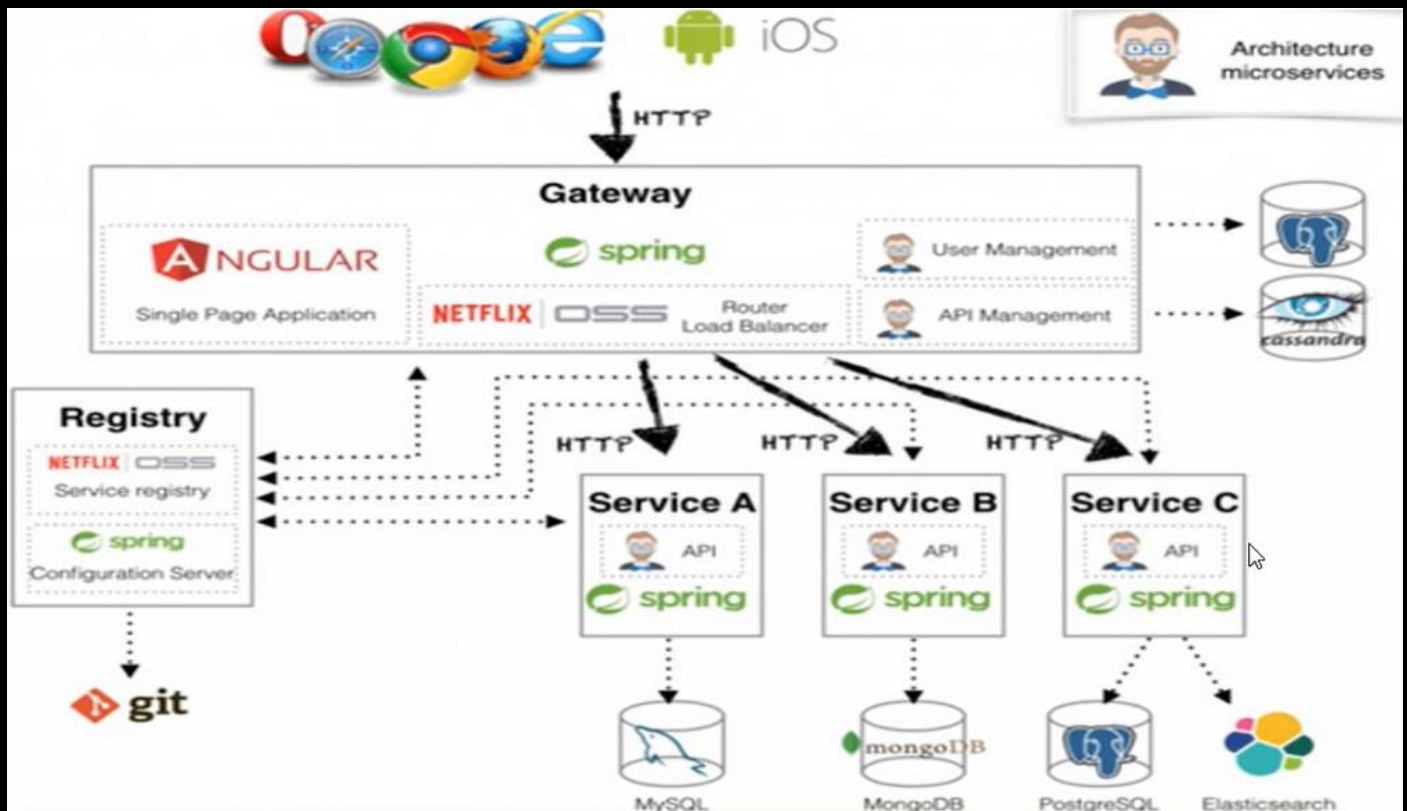 iOS
Architecture
microservices
HTTP
Gateway
ANGULAR
Single Page Application
spring
NETFLIX OSS
Router
Load Balancer
User Management
API Management
cassandra
Registry
NETFLIX OSS
Service registry
spring
Configuration Server
git
HTTP
HTTP
HTTP
Service A
API
spring
Service B
API
spring
Service C
API
spring
MySQL
mongoDB
MongoDB
PostgreSQL
Elasticsearch